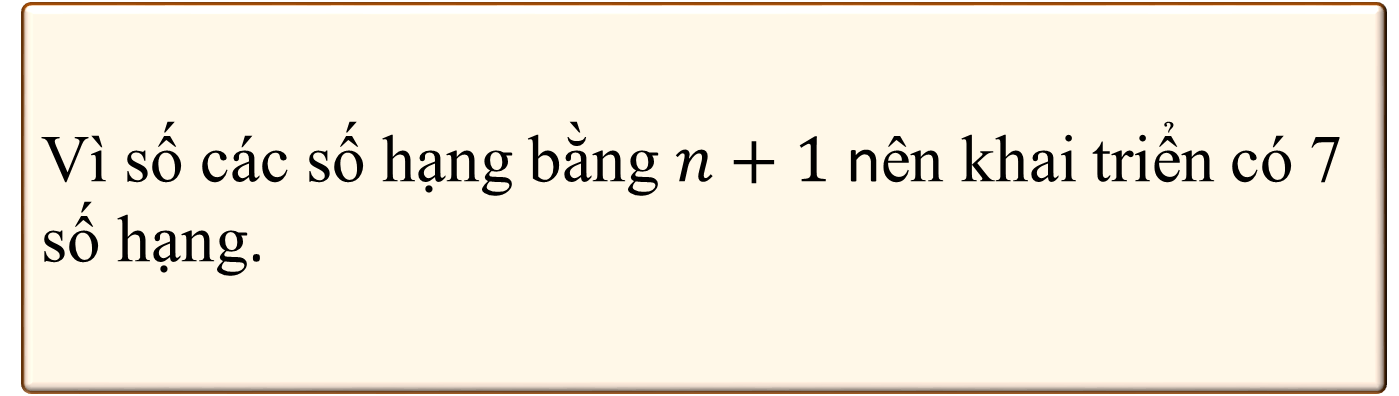 Vì số các số hạng bằng 𝑛 + 1 nên khai triển có 7
số hạng.